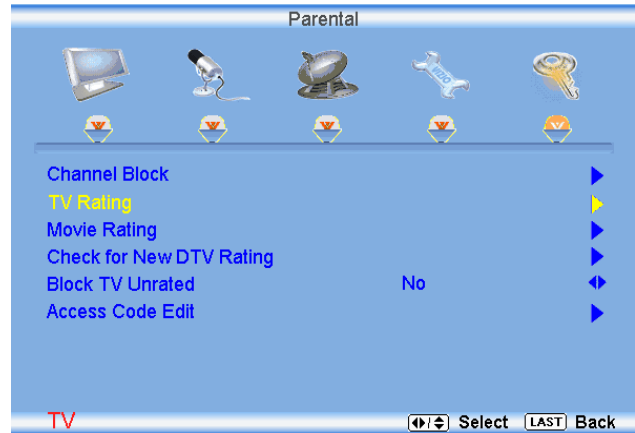 Parental
VIZIO
Channel Block
TV Rating
Movie Rating
Check for New DTV Rating
Block TV Unrated No
Access Code Edit
TV Select LAST Back